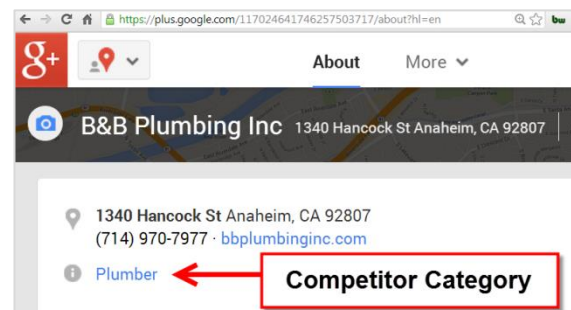 https://plus.google.com/117024641746257503717/about?hl=en
bw
g+
About More
B&B Plumbing Inc 1340 Hancock St Anaheim, CA 92807
1340 Hancock St Anaheim, CA 92807
(714) 970-7977 · bbplumbinginc.com
Plumber
Competitor Category